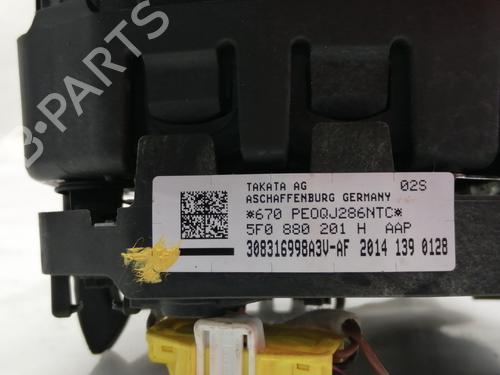 TAKATA AG 02S
ASCHAFFENBURG GERMANY
*670 PEOQJ286NTC*
5F0 880 201 H AAP
308316998A3V-AF 2014 139 0128
B-PARTS